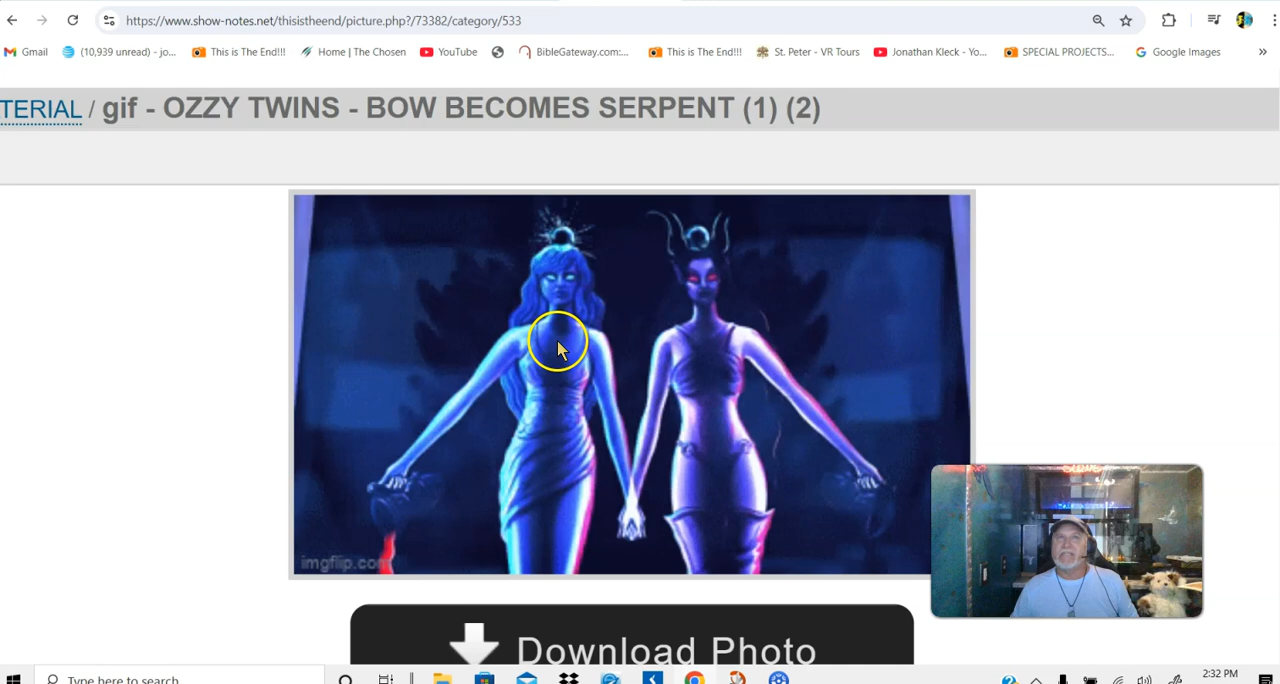 https://www.show-notes.net/thisistheend/picture.php?/73382/category/533
Gmail
(10,939 unread) - jo...
This is The End!!!
Home | The Chosen
YouTube
BibleGateway.com:...
This is The End!!!
St. Peter - VR Tours
Jonathan Kleck - Yo...
SPECIAL PROJECTS...
Google Images
TERIAL / gif - OZZY TWINS - BOW BECOMES SERPENT (1) (2)
imgflip.com
Download Photo
Type here to search
2:32 PM